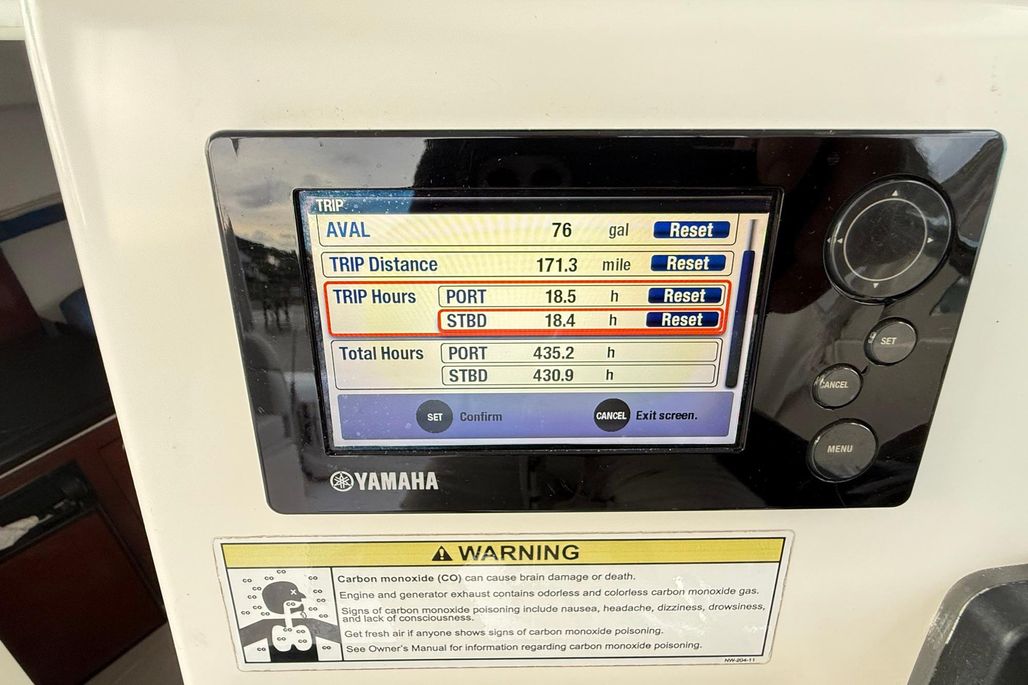 TRIP
AVAL 76 gal Reset
TRIP Distance 171.3 mile Reset
TRIP Hours PORT 18.5 h Reset
STBD 18.4 h Reset
Total Hours PORT 435.2 h
STBD 430.9 h
SET Confirm CANCEL Exit screen.
SET
CANCEL
MENU
YAMAHA
WARNING
Carbon monoxide (CO) can cause brain damage or death.
Engine and generator exhaust contains odorless and colorless carbon monoxide gas.
Signs of carbon monoxide poisoning include nausea, headache, dizziness, drowsiness,
and lack of consciousness.
Get fresh air if anyone shows signs of carbon monoxide poisoning.
See Owner's Manual for information regarding carbon monoxide poisoning.
NW-204-11